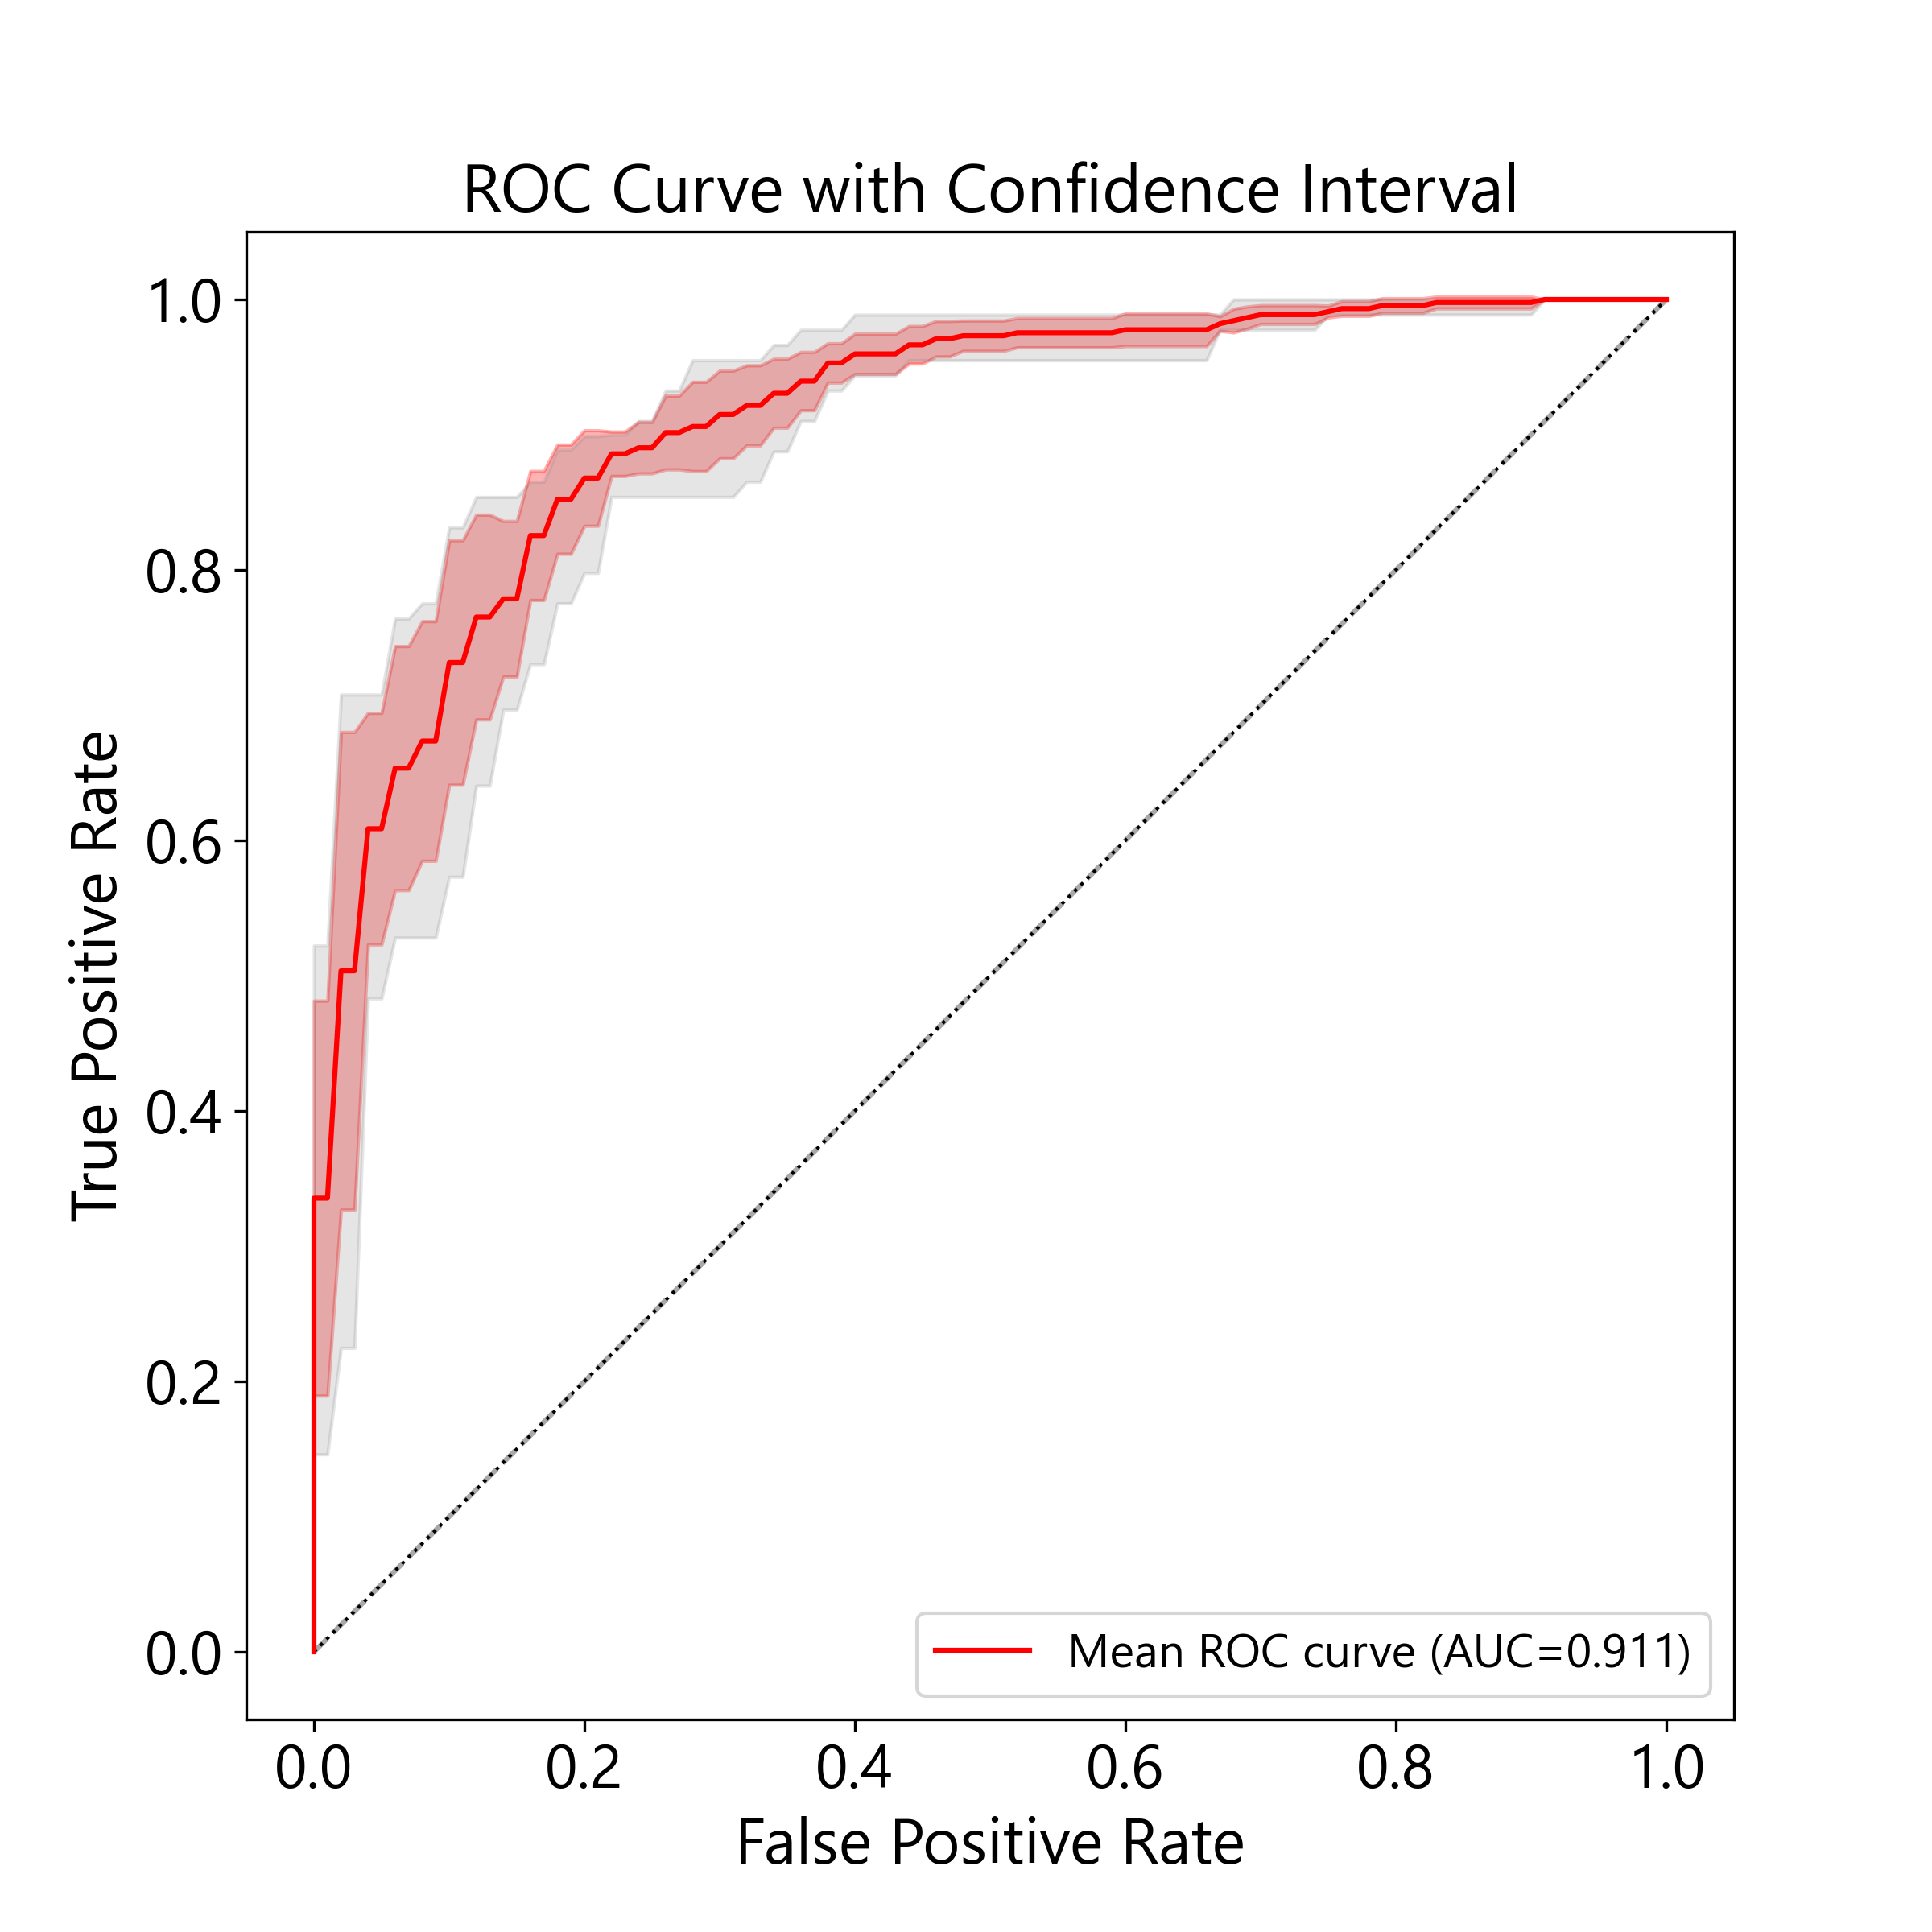 ROC Curve with Confidence Interval
True Positive Rate
1.0
0.8
0.6
0.4
0.2
0.0
Mean ROC curve (AUC=0.911)
0.0 0.2 0.4 0.6 0.8 1.0
False Positive Rate